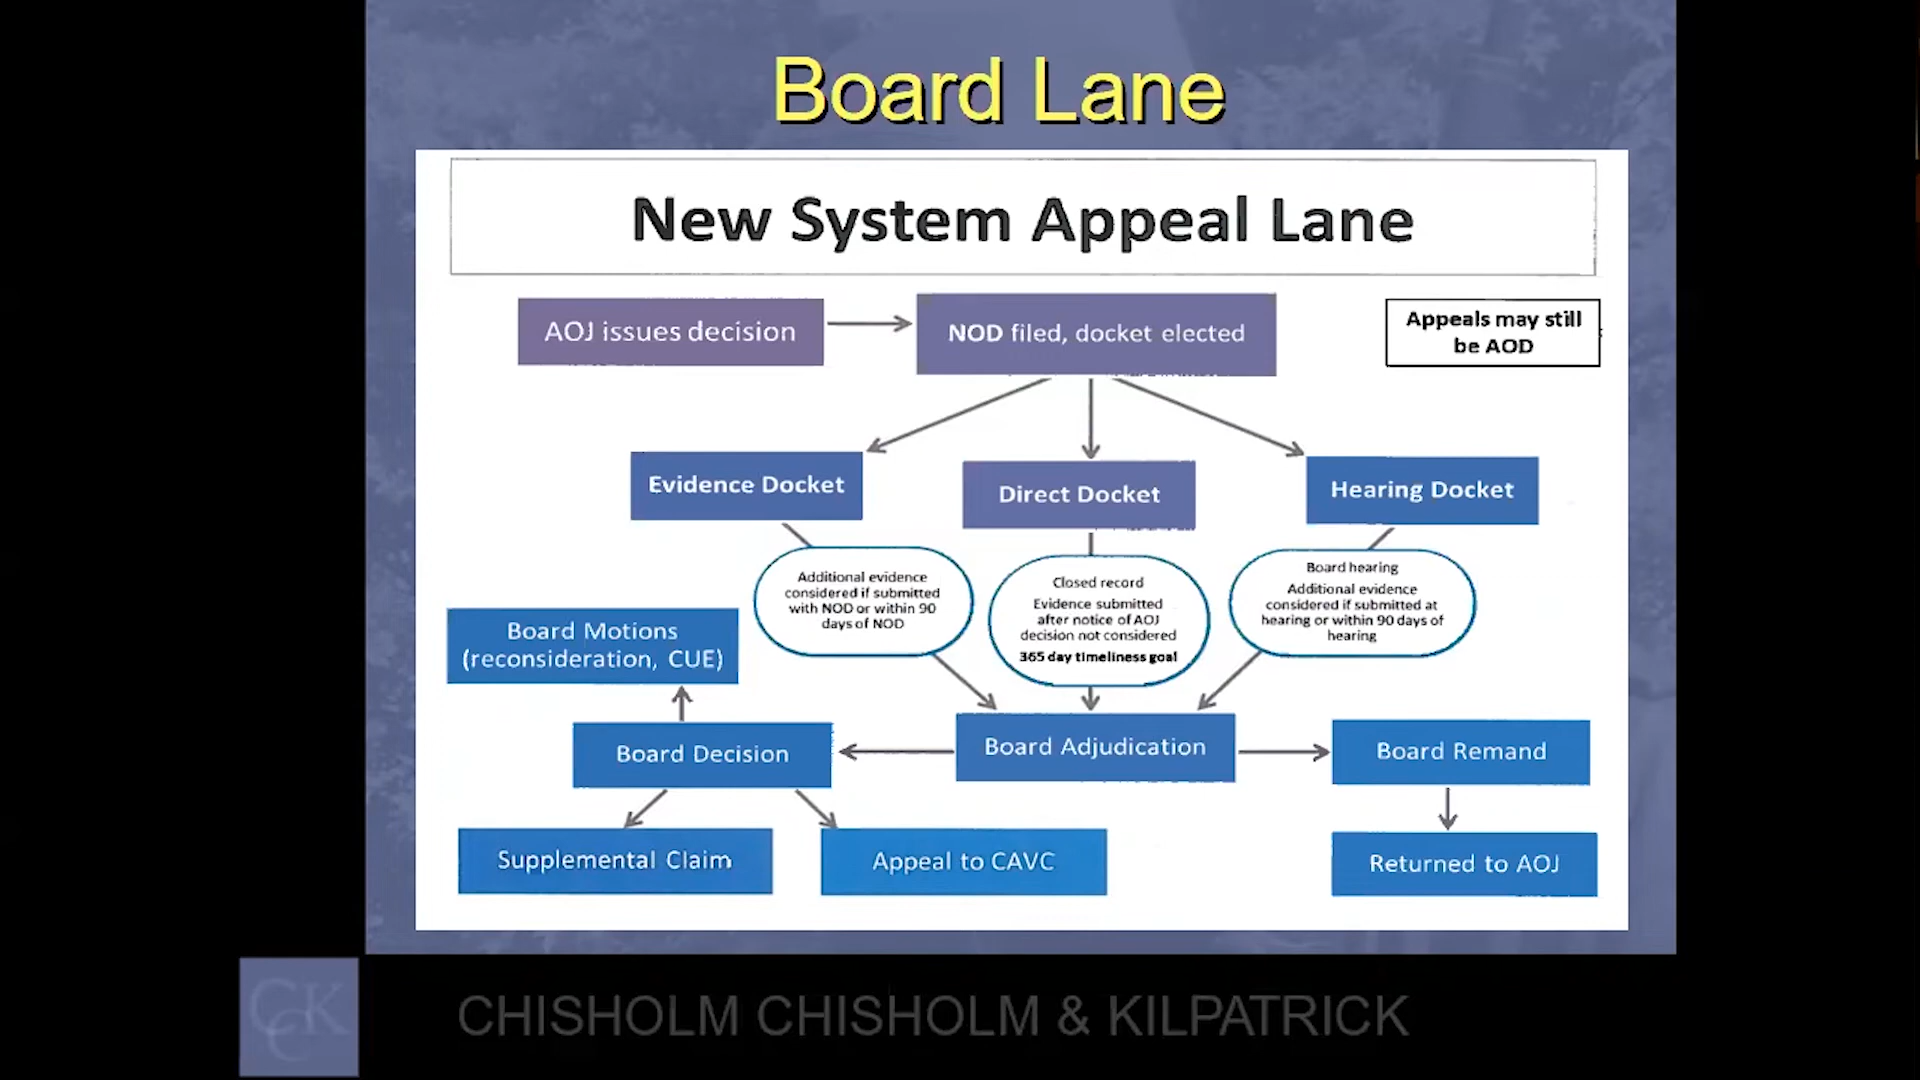 Board Lane
New System Appeal Lane
AOJ issues decision
NOD filed, docket elected
Appeals may still
be AOD
Evidence Docket
Direct Docket
Hearing Docket
Additional evidence
considered if submitted
with NOD or within 90
days of NOD
Closed record
Evidence submitted
after notice of AOJ
decision not considered
365 day timeliness goal
Board hearing
Additional evidence
considered if submitted at
hearing or within 90 days of
hearing
Board Motions
(reconsideration, CUE)
Board Decision
Board Adjudication
Board Remand
Supplemental Claim
Appeal to CAVC
Returned to AOJ
CCK
CHISHOLM CHISHOLM & KILPATRICK